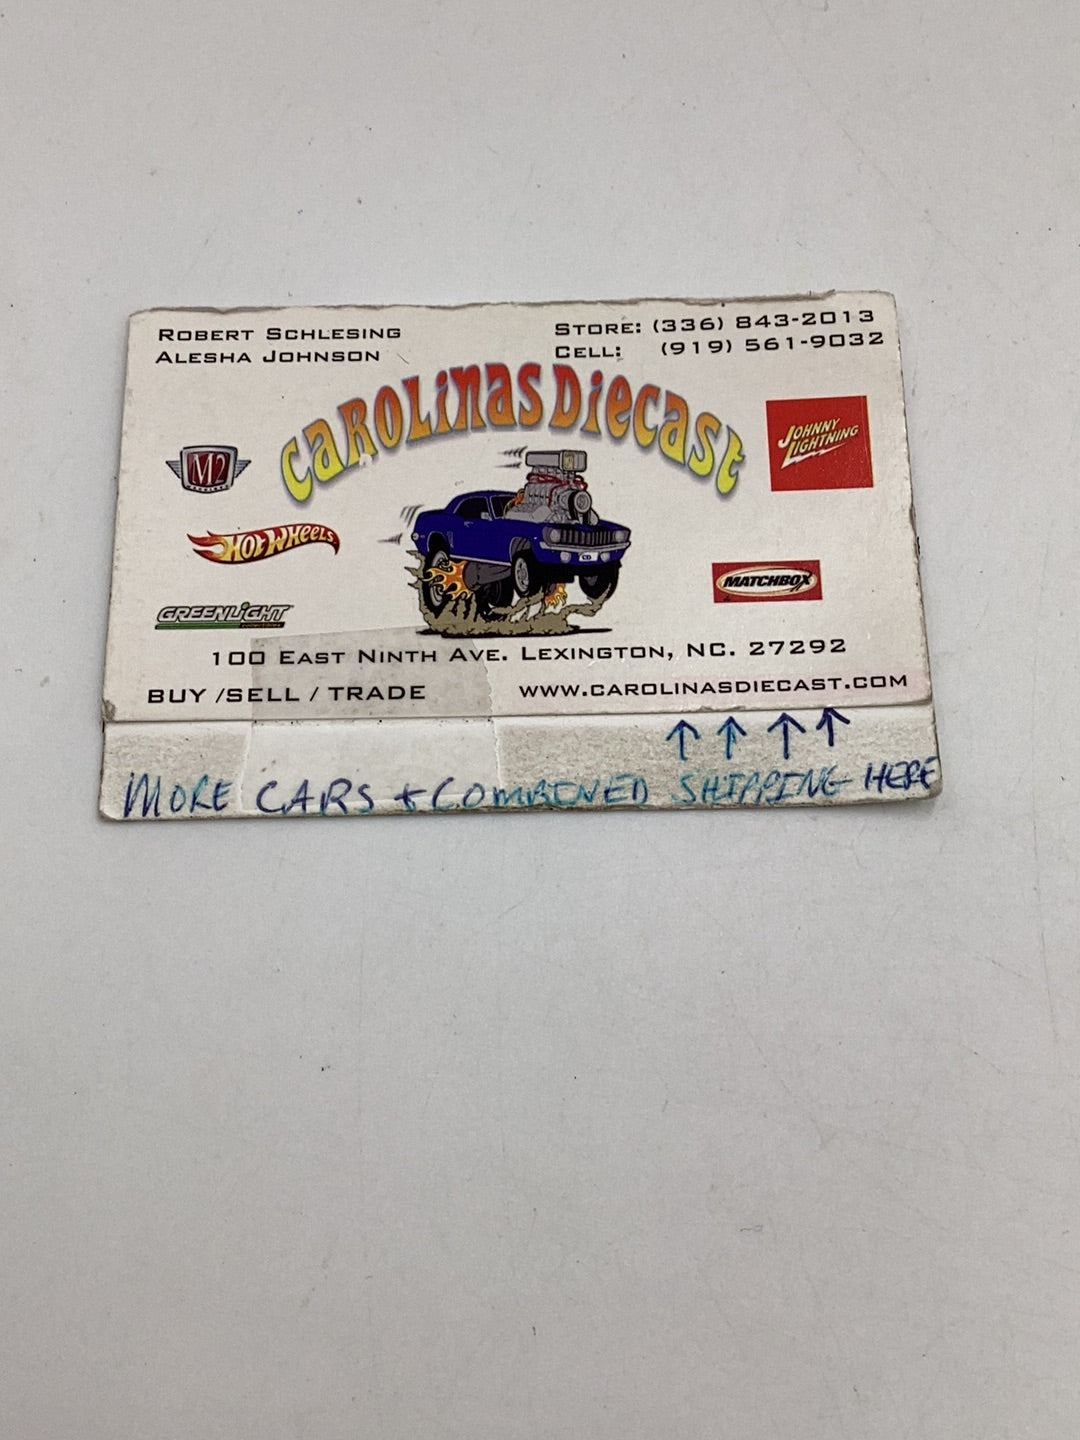 ROBERT SCHLESING
ALESHA JOHNSON
STORE: (336) 843-2013
CELL: (919) 561-9032
CAROLINAS DIECAST
M2
JOHNNY
LIGHTNING
HOT WHEELS
MATCHBOX
GREENLIGHT
CD
100 EAST NINTH AVE. LEXINGTON, NC. 27292
BUY /SELL / TRADE
WWW.CAROLINASDIECAST.COM
MORE CARS + COMBINED SHIPPING HERE